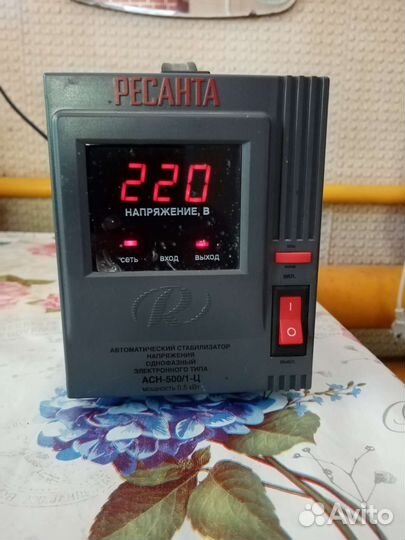 РЕСАНТА
220
НАПРЯЖЕНИЕ, В
СЕТЬ ВХОД ВЫХОД
ВКЛ.
I
O
АВТОМАТИЧЕСКИЙ СТАБИЛИЗАТОР
НАПРЯЖЕНИЯ
ОДНОФАЗНЫЙ
ЭЛЕКТРОННОГО ТИПА
АСН-500/1-Ц
мощность 0.5 кВт
Avito